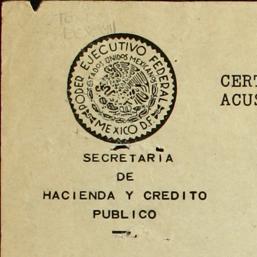 PODER EJECUTIVO FEDERAL
ESTADOS UNIDOS MEXICANOS
MEXICO D.F.
CERT
ACUS
SECRETARIA
DE
HACIENDA Y CREDITO
PUBLICO